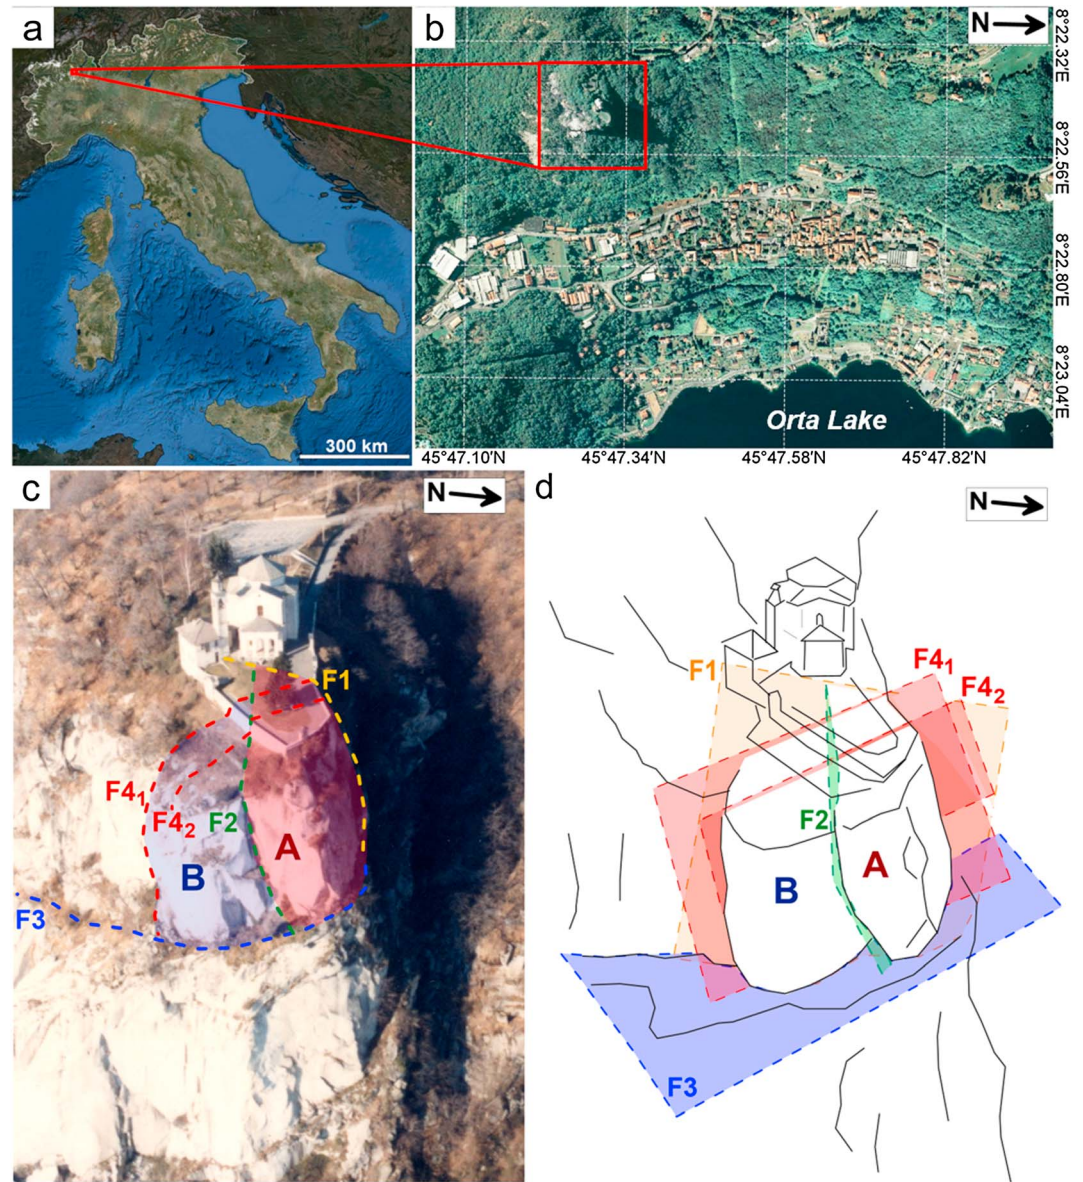 a
300 km
b
N
8°22.32'E
8°22.56'E
8°22.80'E
8°23.04'E
Orta Lake
45°47.10'N
45°47.34'N
45°47.58'N
45°47.82'N
c
N
F1
F4₁
F4₂
F2
A
B
F3
d
N
F1
F4₁
F4₂
F2
A
B
F3